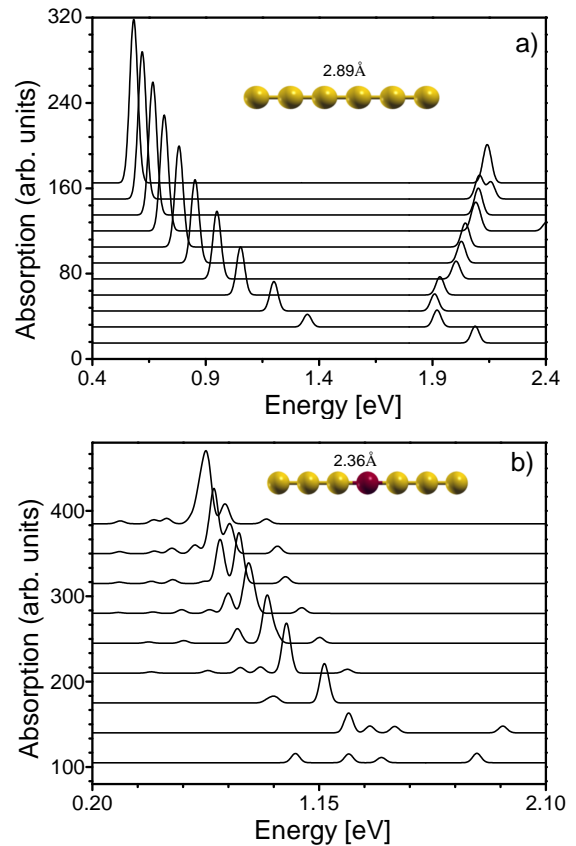 320
240
160
80
0
Absorption (arb. units)
a)
2.89Å
0.4 0.9 1.4 1.9 2.4
Energy [eV]
400
300
200
100
Absorption (arb. units)
b)
2.36Å
0.20 1.15 2.10
Energy [eV]